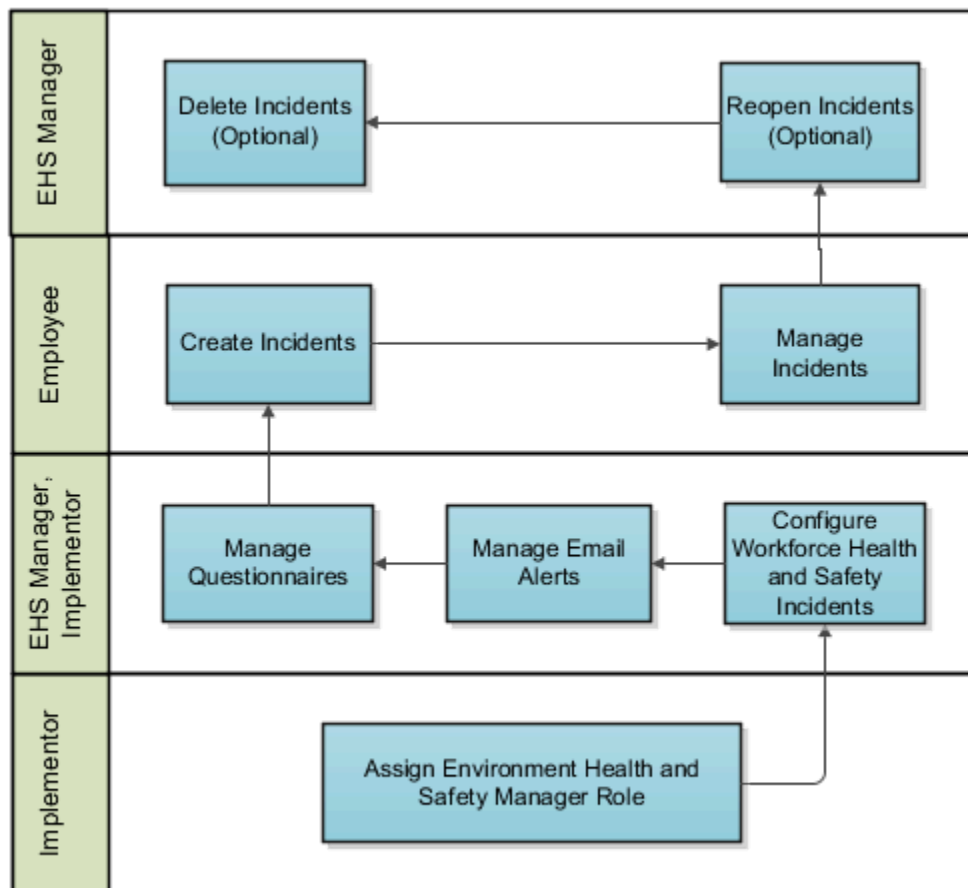 EHS Manager
Delete Incidents
(Optional)
Reopen Incidents
(Optional)
Employee
Create Incidents
Manage
Incidents
EHS Manager,
Implementor
Manage
Questionnaires
Manage Email
Alerts
Configure
Workforce Health
and Safety
Incidents
Implementor
Assign Environment Health and
Safety Manager Role